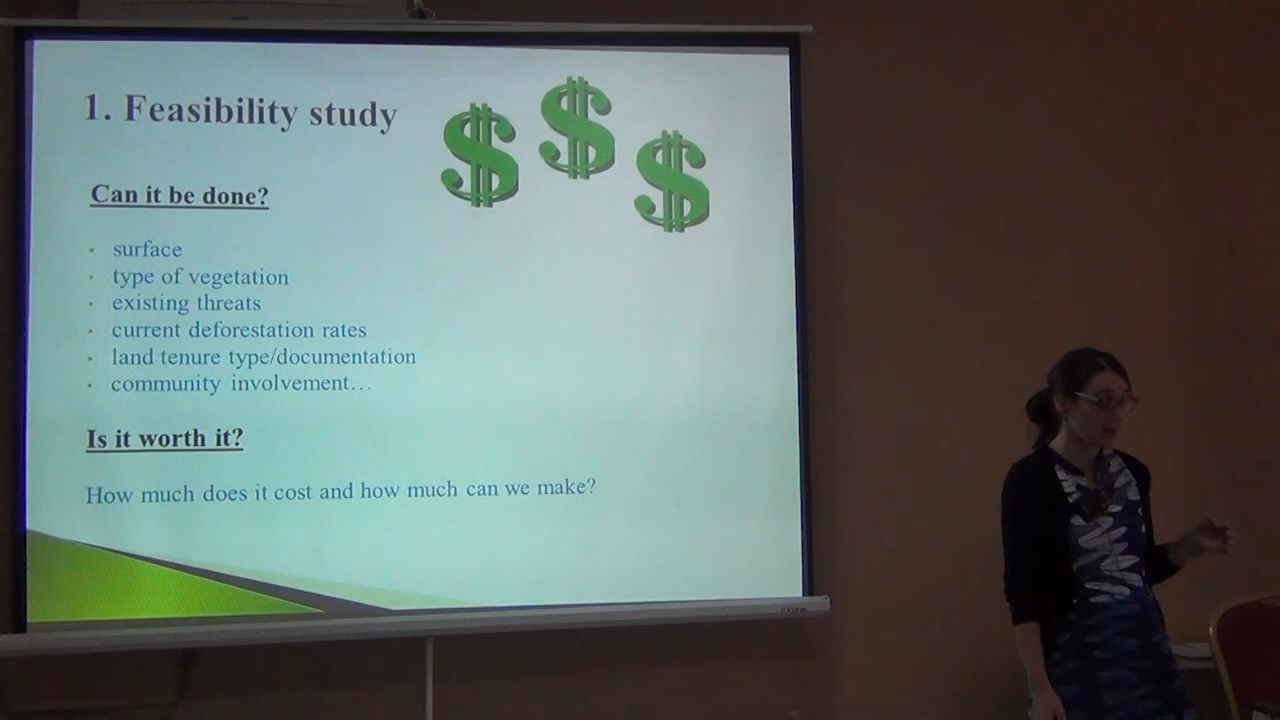 1. Feasibility study
$ $ $
Can it be done?
· surface
· type of vegetation
· existing threats
· current deforestation rates
· land tenure type/documentation
· community involvement…
Is it worth it?
How much does it cost and how much can we make?